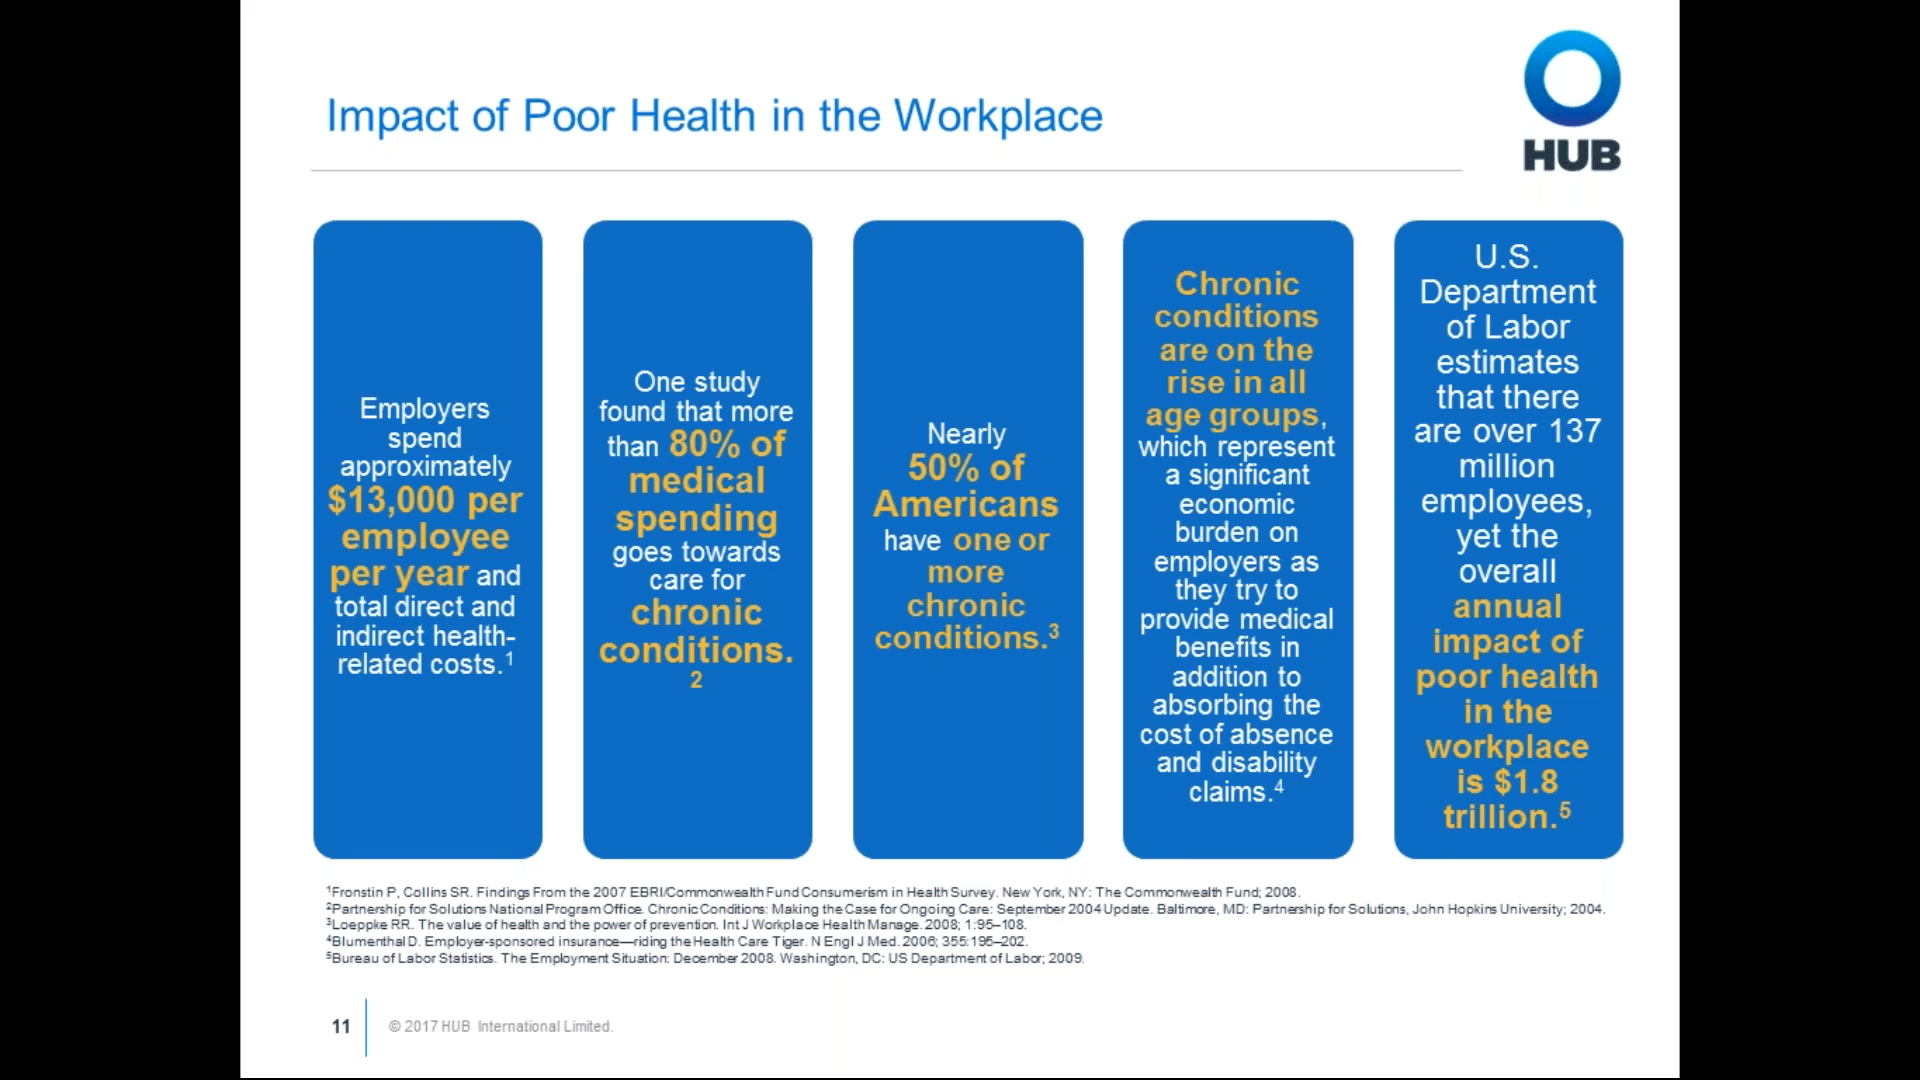 Impact of Poor Health in the Workplace
HUB
Employers
spend
approximately
$13,000 per
employee
per year and
total direct and
indirect health-
related costs.1
One study
found that more
than 80% of
medical
spending
goes towards
care for
chronic
conditions.
2
Nearly
50% of
Americans
have one or
more
chronic
conditions.3
Chronic
conditions
are on the
rise in all
age groups,
which represent
a significant
economic
burden on
employers as
they try to
provide medical
benefits in
addition to
absorbing the
cost of absence
and disability
claims.4
U.S.
Department
of Labor
estimates
that there
are over 137
million
employees,
yet the
overall
annual
impact of
poor health
in the
workplace
is $1.8
trillion.5
1Fronstin P, Collins SR. Findings From the 2007 EBRI/Commonwealth Fund Consumerism in Health Survey. New York, NY: The Commonwealth Fund; 2008.
2Partnership for Solutions National Program Office. Chronic Conditions: Making the Case for Ongoing Care: September 2004 Update. Baltimore, MD: Partnership for Solutions, John Hopkins University; 2004.
3Loeppke RR. The value of health and the power of prevention. Int J Workplace Health Manage. 2008; 1:95–108.
4Blumenthal D. Employer-sponsored insurance—riding the Health Care Tiger. N Engl J Med. 2006; 355:195–202.
5Bureau of Labor Statistics. The Employment Situation: December 2008. Washington, DC: US Department of Labor; 2009.
11
© 2017 HUB International Limited.